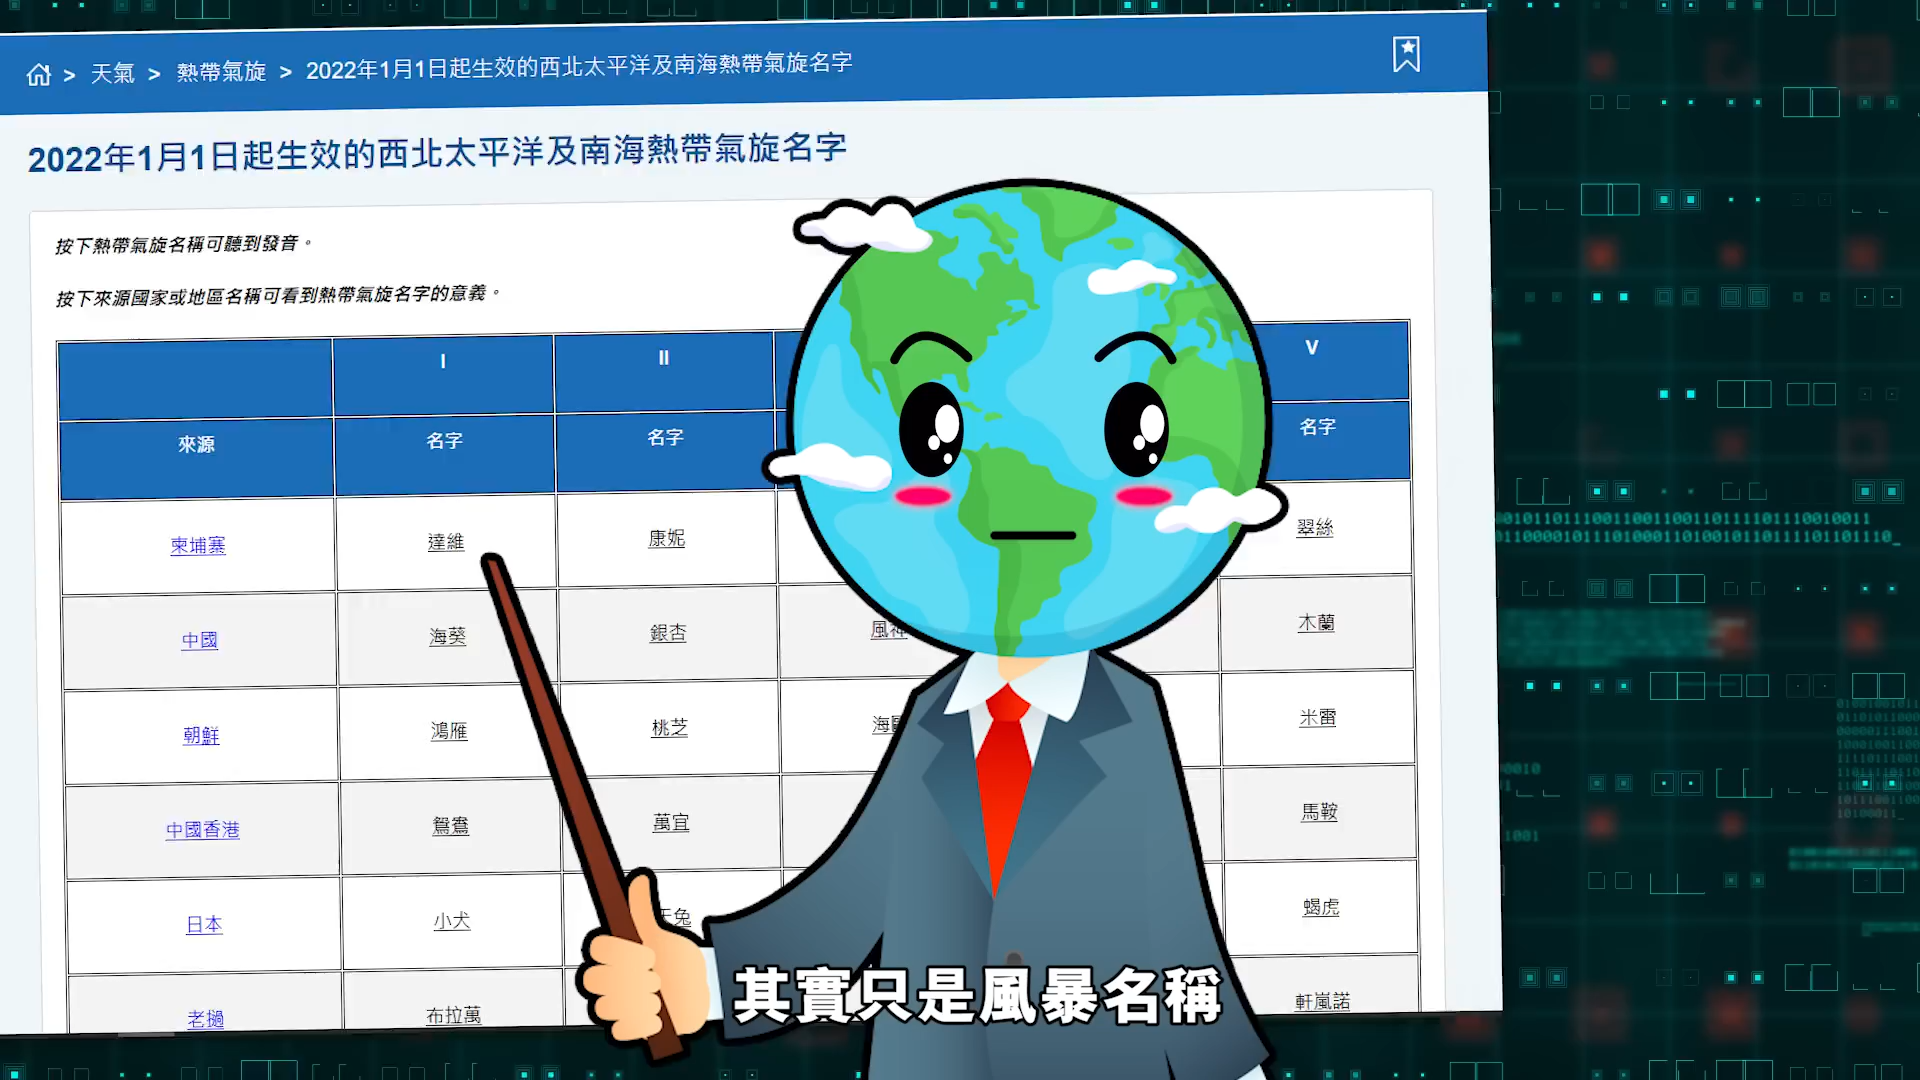 > 天氣 > 熱帶氣旋 > 2022年1月1日起生效的西北太平洋及南海熱帶氣旋名字
2022年1月1日起生效的西北太平洋及南海熱帶氣旋名字
按下熱帶氣旋名稱可聽到發音。
按下來源國家或地區名稱可看到熱帶氣旋名字的意義。
I II V
來源 名字 名字 名字
柬埔寨 達維 康妮 翠絲
中國 海葵 銀杏 風神 木蘭
朝鮮 鴻雁 桃芝 海 米雷
中國香港 鴛鴦 萬宜 馬鞍
日本 小犬 天兔 蝎虎
老撾 布拉萬 軒嵐諾
其實只是風暴名稱